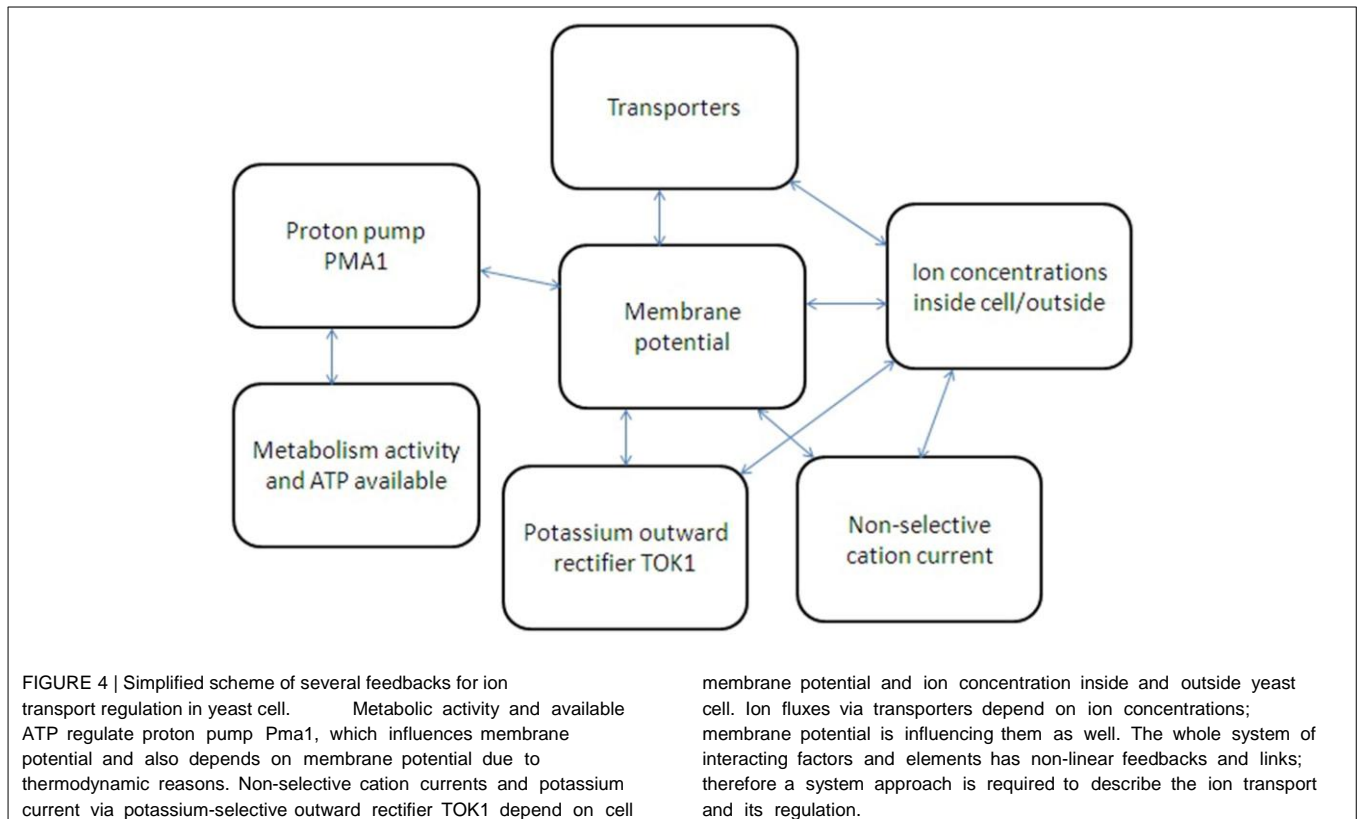 Transporters
Proton pump
PMA1
Ion concentrations
inside cell/outside
Membrane
potential
Metabolism activity
and ATP available
Potassium outward
rectifier TOK1
Non-selective
cation current
FIGURE 4 | Simplified scheme of several feedbacks for ion
transport regulation in yeast cell. Metabolic activity and available
ATP regulate proton pump Pma1, which influences membrane
potential and also depends on membrane potential due to
thermodynamic reasons. Non-selective cation currents and potassium
current via potassium-selective outward rectifier TOK1 depend on cell
membrane potential and ion concentration inside and outside yeast
cell. Ion fluxes via transporters depend on ion concentrations;
membrane potential is influencing them as well. The whole system of
interacting factors and elements has non-linear feedbacks and links;
therefore a system approach is required to describe the ion transport
and its regulation.